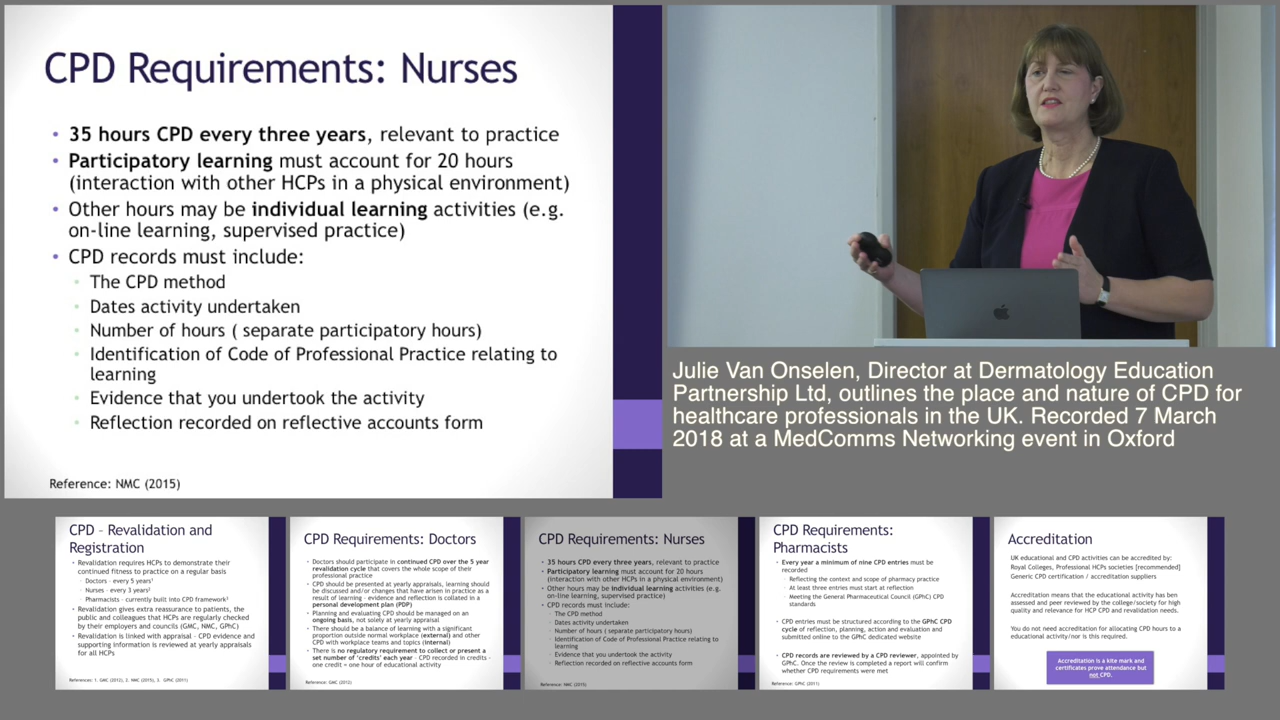 CPD Requirements: Nurses
• 35 hours CPD every three years, relevant to practice
• Participatory learning must account for 20 hours
(interaction with other HCPs in a physical environment)
• Other hours may be individual learning activities (e.g.
on-line learning, supervised practice)
• CPD records must include:
• The CPD method
• Dates activity undertaken
• Number of hours ( separate participatory hours)
• Identification of Code of Professional Practice relating to
learning
• Evidence that you undertook the activity
• Reflection recorded on reflective accounts form
Reference: NMC (2015)
Julie Van Onselen, Director at Dermatology Education
Partnership Ltd, outlines the place and nature of CPD for
healthcare professionals in the UK. Recorded 7 March
2018 at a MedComms Networking event in Oxford
CPD – Revalidation and
Registration
• Revalidation requires HCPs to demonstrate their
continued fitness to practice on a regular basis
• Doctors – every 5 years¹
• Nurses – every 3 years²
• Pharmacists – currently built into CPD framework³
• Revalidation gives extra reassurance to patients, the
public and colleagues that HCPs are regularly checked
by their employers and councils (GMC, NMC, GPhC)
• Revalidation is linked with appraisal – CPD evidence and
supporting information is reviewed at yearly appraisals
for all HCPs
References: 1. GMC (2012), 2. NMC (2015), 3. GPhC (2011)
CPD Requirements: Doctors
• Doctors should participate in continued CPD over the 5 year
revalidation cycle that covers the whole scope of their
professional practice
• CPD should be presented at yearly appraisals, learning should
be discussed and/or changes that have arisen in practice as a
result of learning – evidence and reflection is collated in a
personal development plan (PDP)
• Planning and evaluating CPD should be managed on an
ongoing basis, not solely at yearly appraisal
• There should be a balance of learning with a significant
proportion outside normal workplace (external) and other
CPD with workplace teams and topics (internal)
• There is no regulatory requirement to collect or present a
set number of 'credits' each year – CPD recorded in credits –
one credit = one hour of educational activity
Reference: GMC (2012)
CPD Requirements: Nurses
• 35 hours CPD every three years, relevant to practice
• Participatory learning must account for 20 hours
(interaction with other HCPs in a physical environment)
• Other hours may be individual learning activities (e.g.
on-line learning, supervised practice)
• CPD records must include:
• The CPD method
• Dates activity undertaken
• Number of hours ( separate participatory hours)
• Identification of Code of Professional Practice relating to
learning
• Evidence that you undertook the activity
• Reflection recorded on reflective accounts form
Reference: NMC (2015)
CPD Requirements:
Pharmacists
• Every year a minimum of nine CPD entries must be
recorded
• Reflecting the context and scope of pharmacy practice
• At least three entries must start at reflection
• Meeting the General Pharmaceutical Council (GPhC) CPD
standards
• CPD entries must be structured according to the GPhC CPD
cycle of reflection, planning, action and evaluation and
submitted online to the GPhC dedicated website
• CPD records are reviewed by a CPD reviewer, appointed by
GPhC. Once the review is completed a report will confirm
whether CPD requirements were met
Reference: GPhC (2011)
Accreditation
UK educational and CPD activities can be accredited by:
Royal Colleges, Professional HCPs societies [recommended]
Generic CPD certification / accreditation suppliers
Accreditation means that the educational activity has been
assessed and peer reviewed by the college/society for high
quality and relevance for HCP CPD and revalidation needs.
You do not need accreditation for allocating CPD hours to a
educational activity/nor is this required.
Accreditation is a kite mark and
certificates prove attendance but
not CPD.